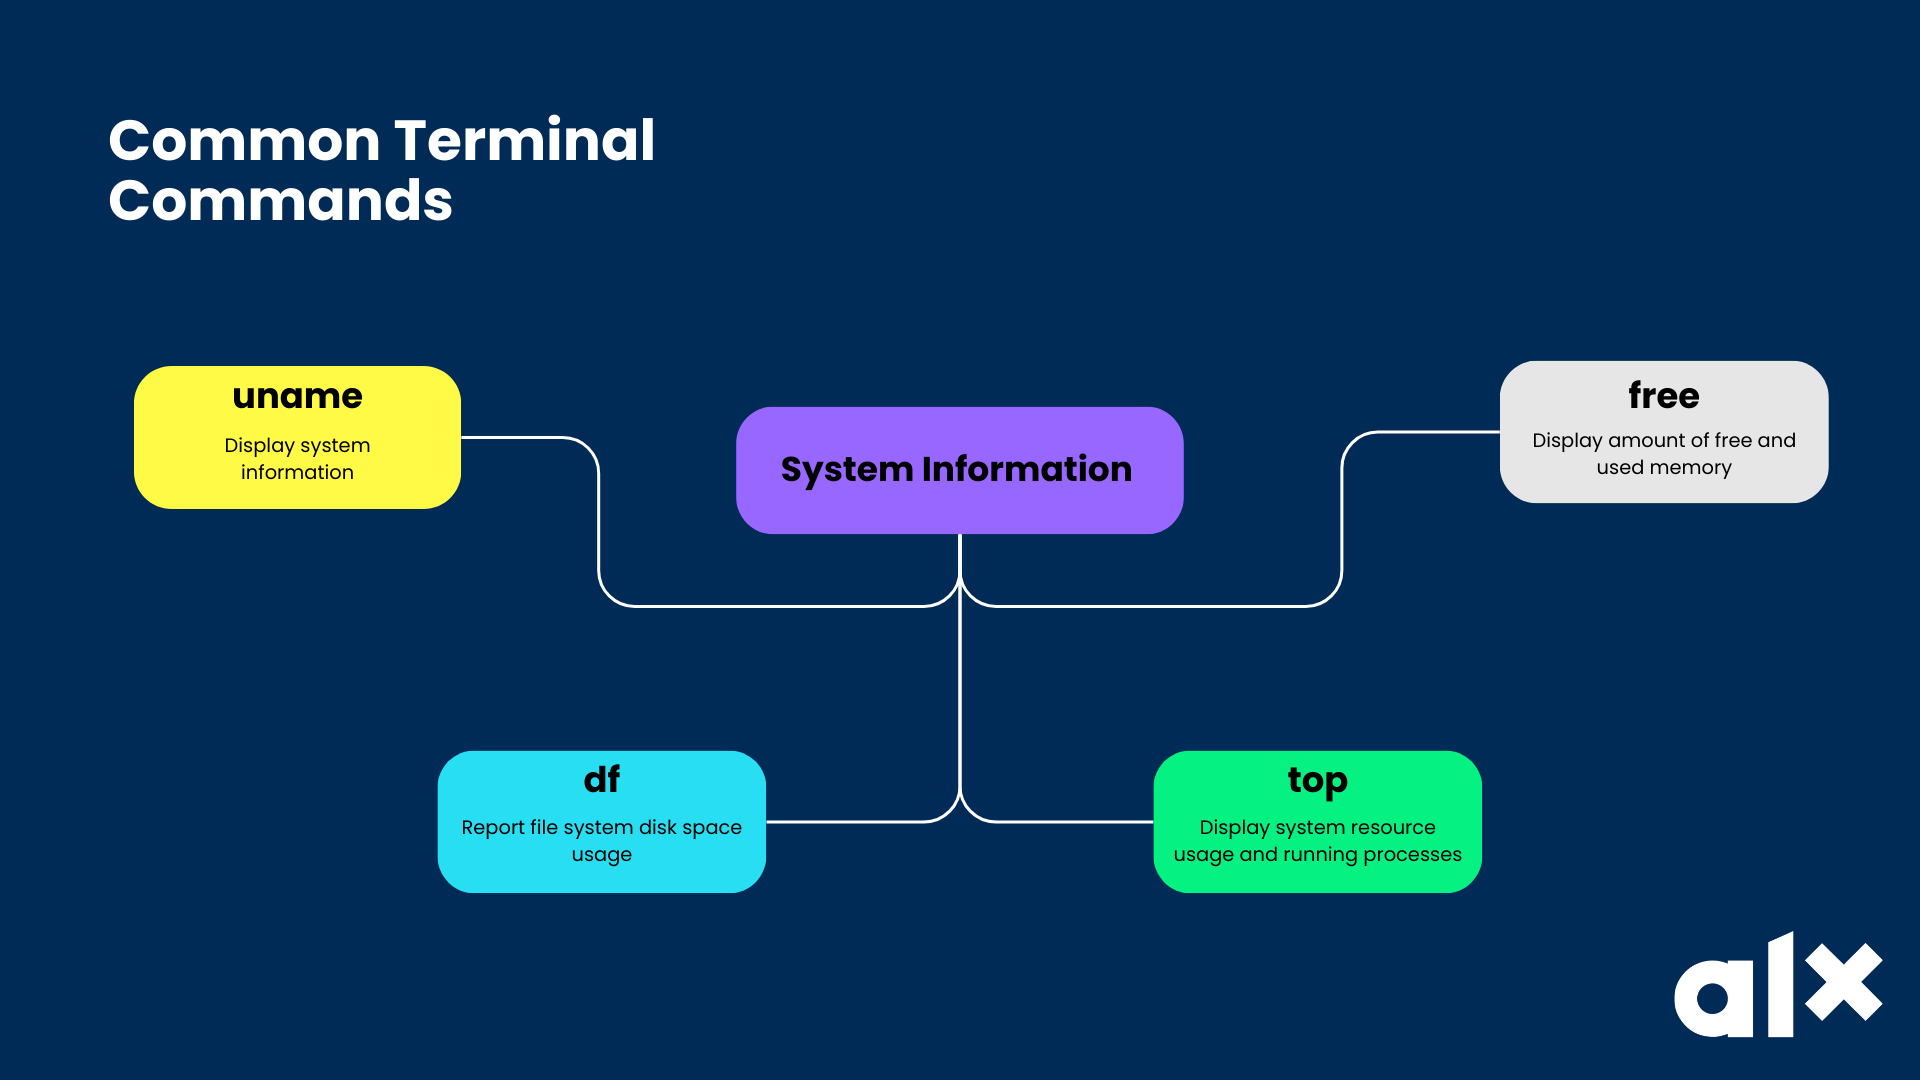 Common Terminal
Commands
uname
Display system
information
System Information
free
Display amount of free and
used memory
df
Report file system disk space
usage
top
Display system resource
usage and running processes
alx